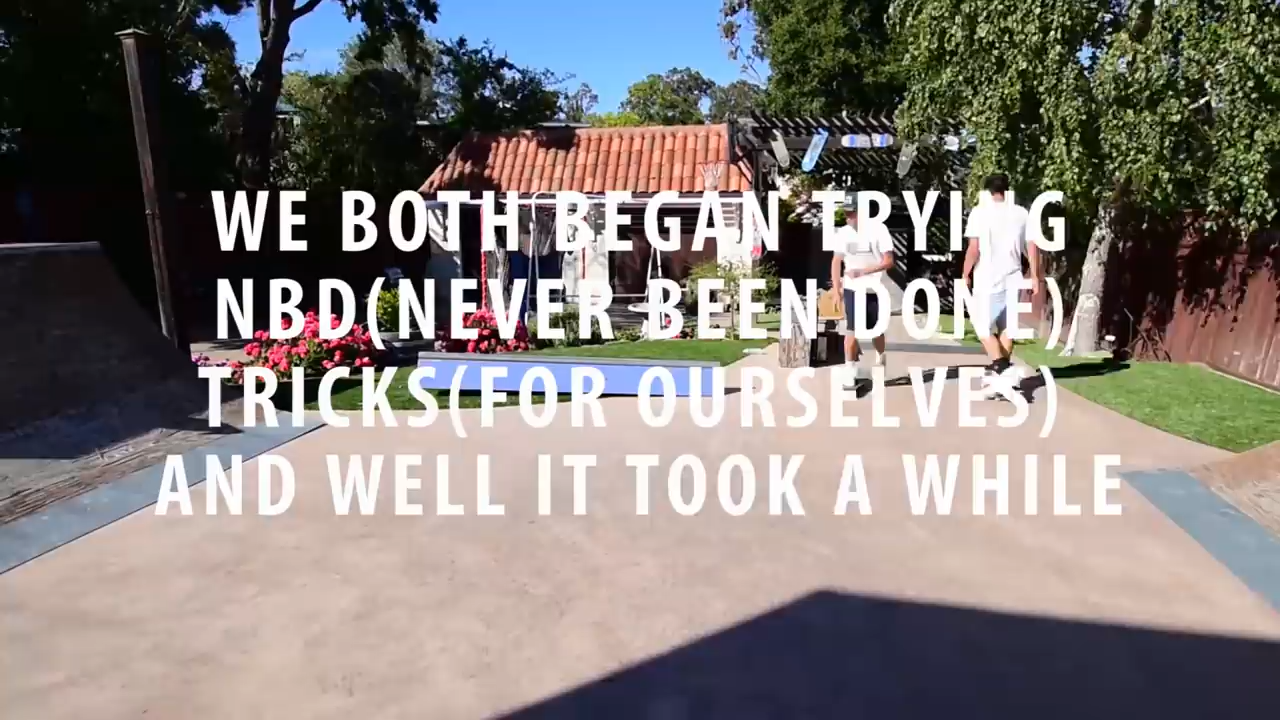 WE BOTH BEGAN TRYING
NBD(NEVER BEEN DONE)
TRICKS(FOR OURSELVES)
AND WELL IT TOOK A WHILE